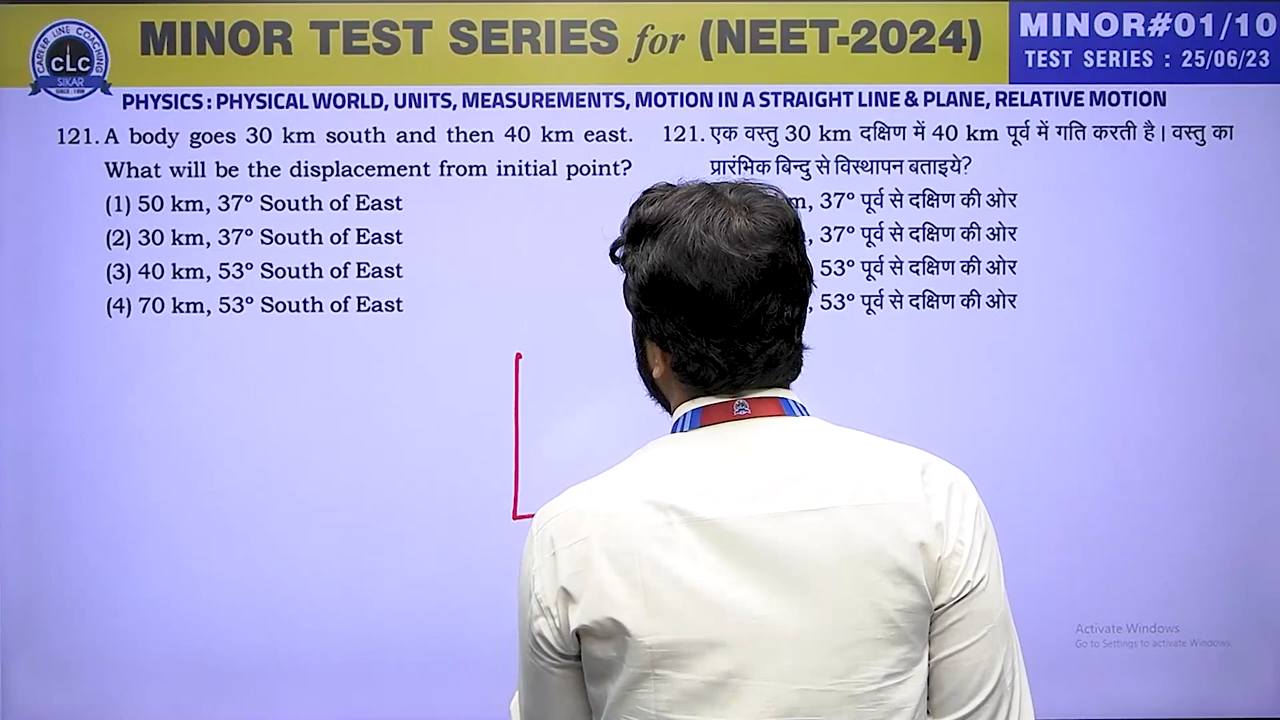 MINOR TEST SERIES for (NEET-2024)
MINOR#01/10
TEST SERIES : 25/06/23
CAREER LINE COACHING
CLC
SIKAR
PHYSICS : PHYSICAL WORLD, UNITS, MEASUREMENTS, MOTION IN A STRAIGHT LINE & PLANE, RELATIVE MOTION
121. A body goes 30 km south and then 40 km east.
What will be the displacement from initial point?
(1) 50 km, 37° South of East
(2) 30 km, 37° South of East
(3) 40 km, 53° South of East
(4) 70 km, 53° South of East
121. एक वस्तु 30 km दक्षिण में 40 km पूर्व में गति करती है। वस्तु का
प्रारंभिक बिन्दु से विस्थापन बताइये?
m, 37° पूर्व से दक्षिण की ओर
, 37° पूर्व से दक्षिण की ओर
53° पूर्व से दक्षिण की ओर
, 53° पूर्व से दक्षिण की ओर
Activate Windows
Go to Settings to activate Windows.